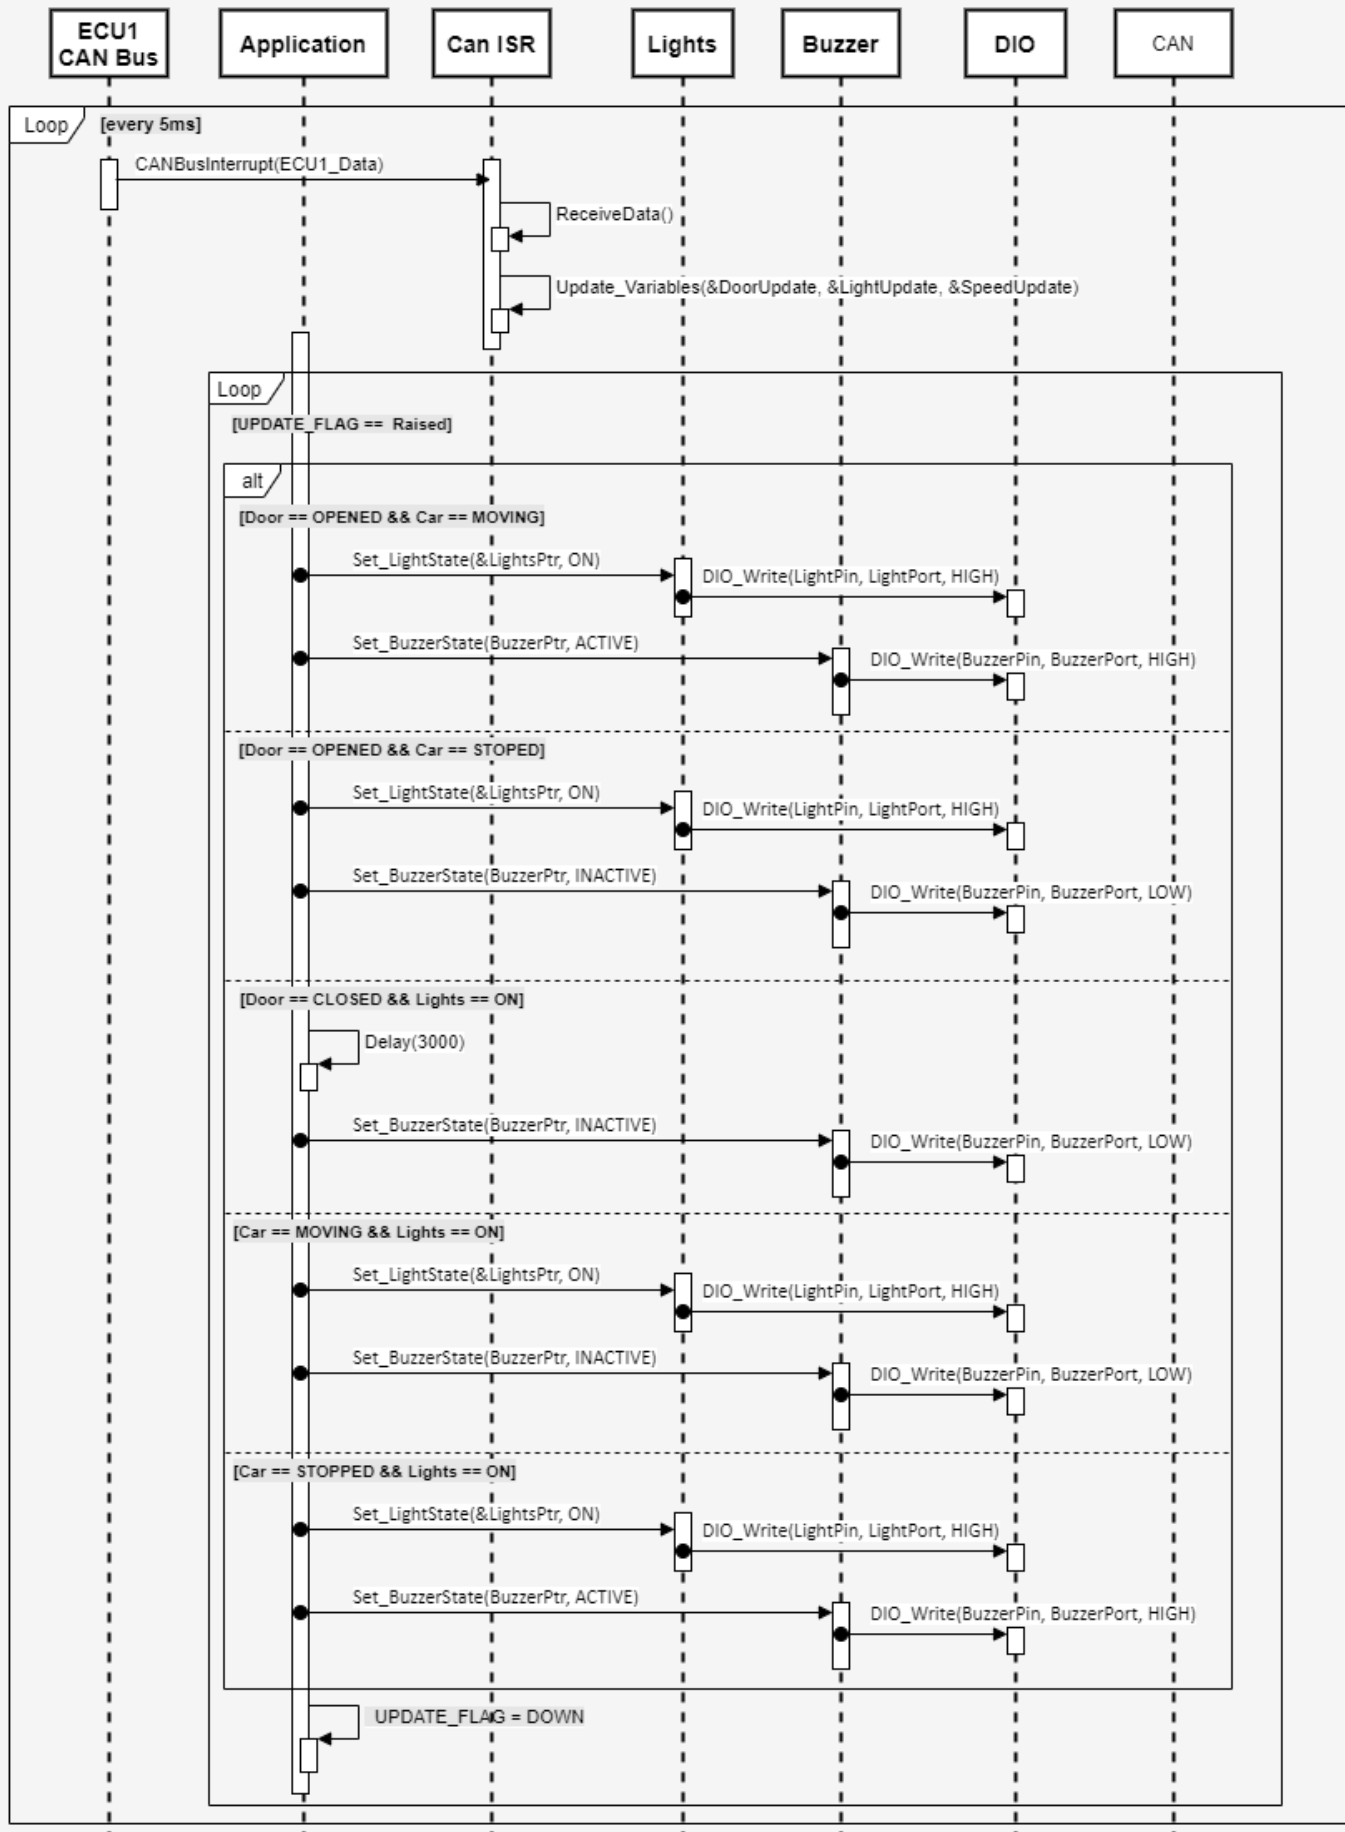 ECU1
CAN Bus
Application
Can ISR
Lights
Buzzer
DIO
CAN
Loop
[every 5ms]
CANBusInterrupt(ECU1_Data)
ReceiveData()
Update_Variables(&DoorUpdate, &LightUpdate, &SpeedUpdate)
Loop
[UPDATE_FLAG ==  Raised]
alt
[Door == OPENED && Car == MOVING]
Set_LightState(&LightsPtr, ON)
DIO_Write(LightPin, LightPort, HIGH)
Set_BuzzerState(BuzzerPtr, ACTIVE)
DIO_Write(BuzzerPin, BuzzerPort, HIGH)
[Door == OPENED && Car == STOPED]
Set_LightState(&LightsPtr, ON)
DIO_Write(LightPin, LightPort, HIGH)
Set_BuzzerState(BuzzerPtr, INACTIVE)
DIO_Write(BuzzerPin, BuzzerPort, LOW)
[Door == CLOSED && Lights == ON]
Delay(3000)
Set_BuzzerState(BuzzerPtr, INACTIVE)
DIO_Write(BuzzerPin, BuzzerPort, LOW)
[Car == MOVING && Lights == ON]
Set_LightState(&LightsPtr, ON)
DIO_Write(LightPin, LightPort, HIGH)
Set_BuzzerState(BuzzerPtr, INACTIVE)
DIO_Write(BuzzerPin, BuzzerPort, LOW)
[Car == STOPPED && Lights == ON]
Set_LightState(&LightsPtr, ON)
DIO_Write(LightPin, LightPort, HIGH)
Set_BuzzerState(BuzzerPtr, ACTIVE)
DIO_Write(BuzzerPin, BuzzerPort, HIGH)
UPDATE_FLAG = DOWN